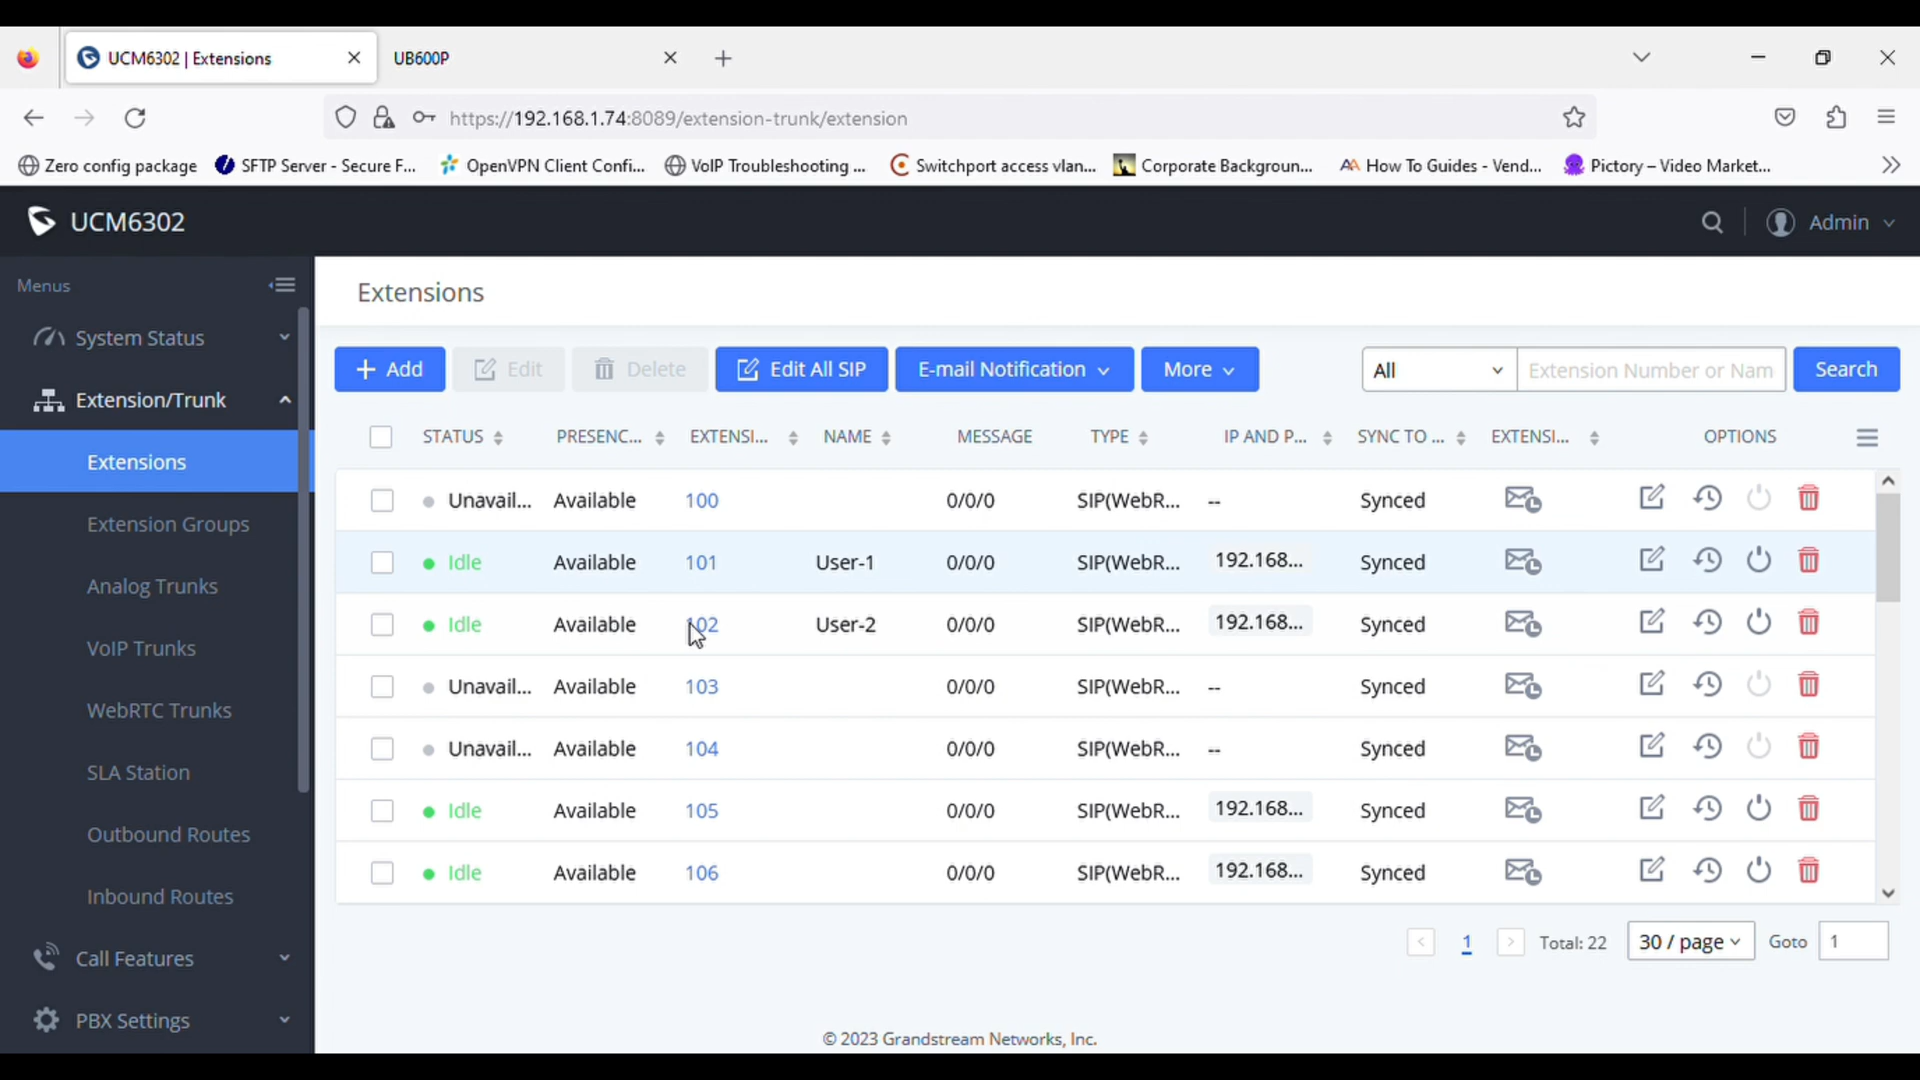 UCM6302 | Extensions
UB600P
https://192.168.1.74:8089/extension-trunk/extension
Zero config package SFTP Server - Secure F... OpenVPN Client Confi... VoIP Troubleshooting ... Switchport access vlan... Corporate Backgroun... How To Guides - Vend... Pictory – Video Market...
UCM6302
Admin
Menus
System Status
Extension/Trunk
Extensions
Extension Groups
Analog Trunks
VoIP Trunks
WebRTC Trunks
SLA Station
Outbound Routes
Inbound Routes
Call Features
PBX Settings
Extensions
+ Add Edit Delete Edit All SIP E-mail Notification More All Extension Number or Nam Search
STATUS PRESENC... EXTENSI... NAME MESSAGE TYPE IP AND P... SYNC TO ... EXTENSI... OPTIONS
Unavail... Available 100 0/0/0 SIP(WebR... -- Synced
Idle Available 101 User-1 0/0/0 SIP(WebR... 192.168... Synced
Idle Available 102 User-2 0/0/0 SIP(WebR... 192.168... Synced
Unavail... Available 103 0/0/0 SIP(WebR... -- Synced
Unavail... Available 104 0/0/0 SIP(WebR... -- Synced
Idle Available 105 0/0/0 SIP(WebR... 192.168... Synced
Idle Available 106 0/0/0 SIP(WebR... 192.168... Synced
< 1 > Total: 22 30 / page Goto 1
© 2023 Grandstream Networks, Inc.